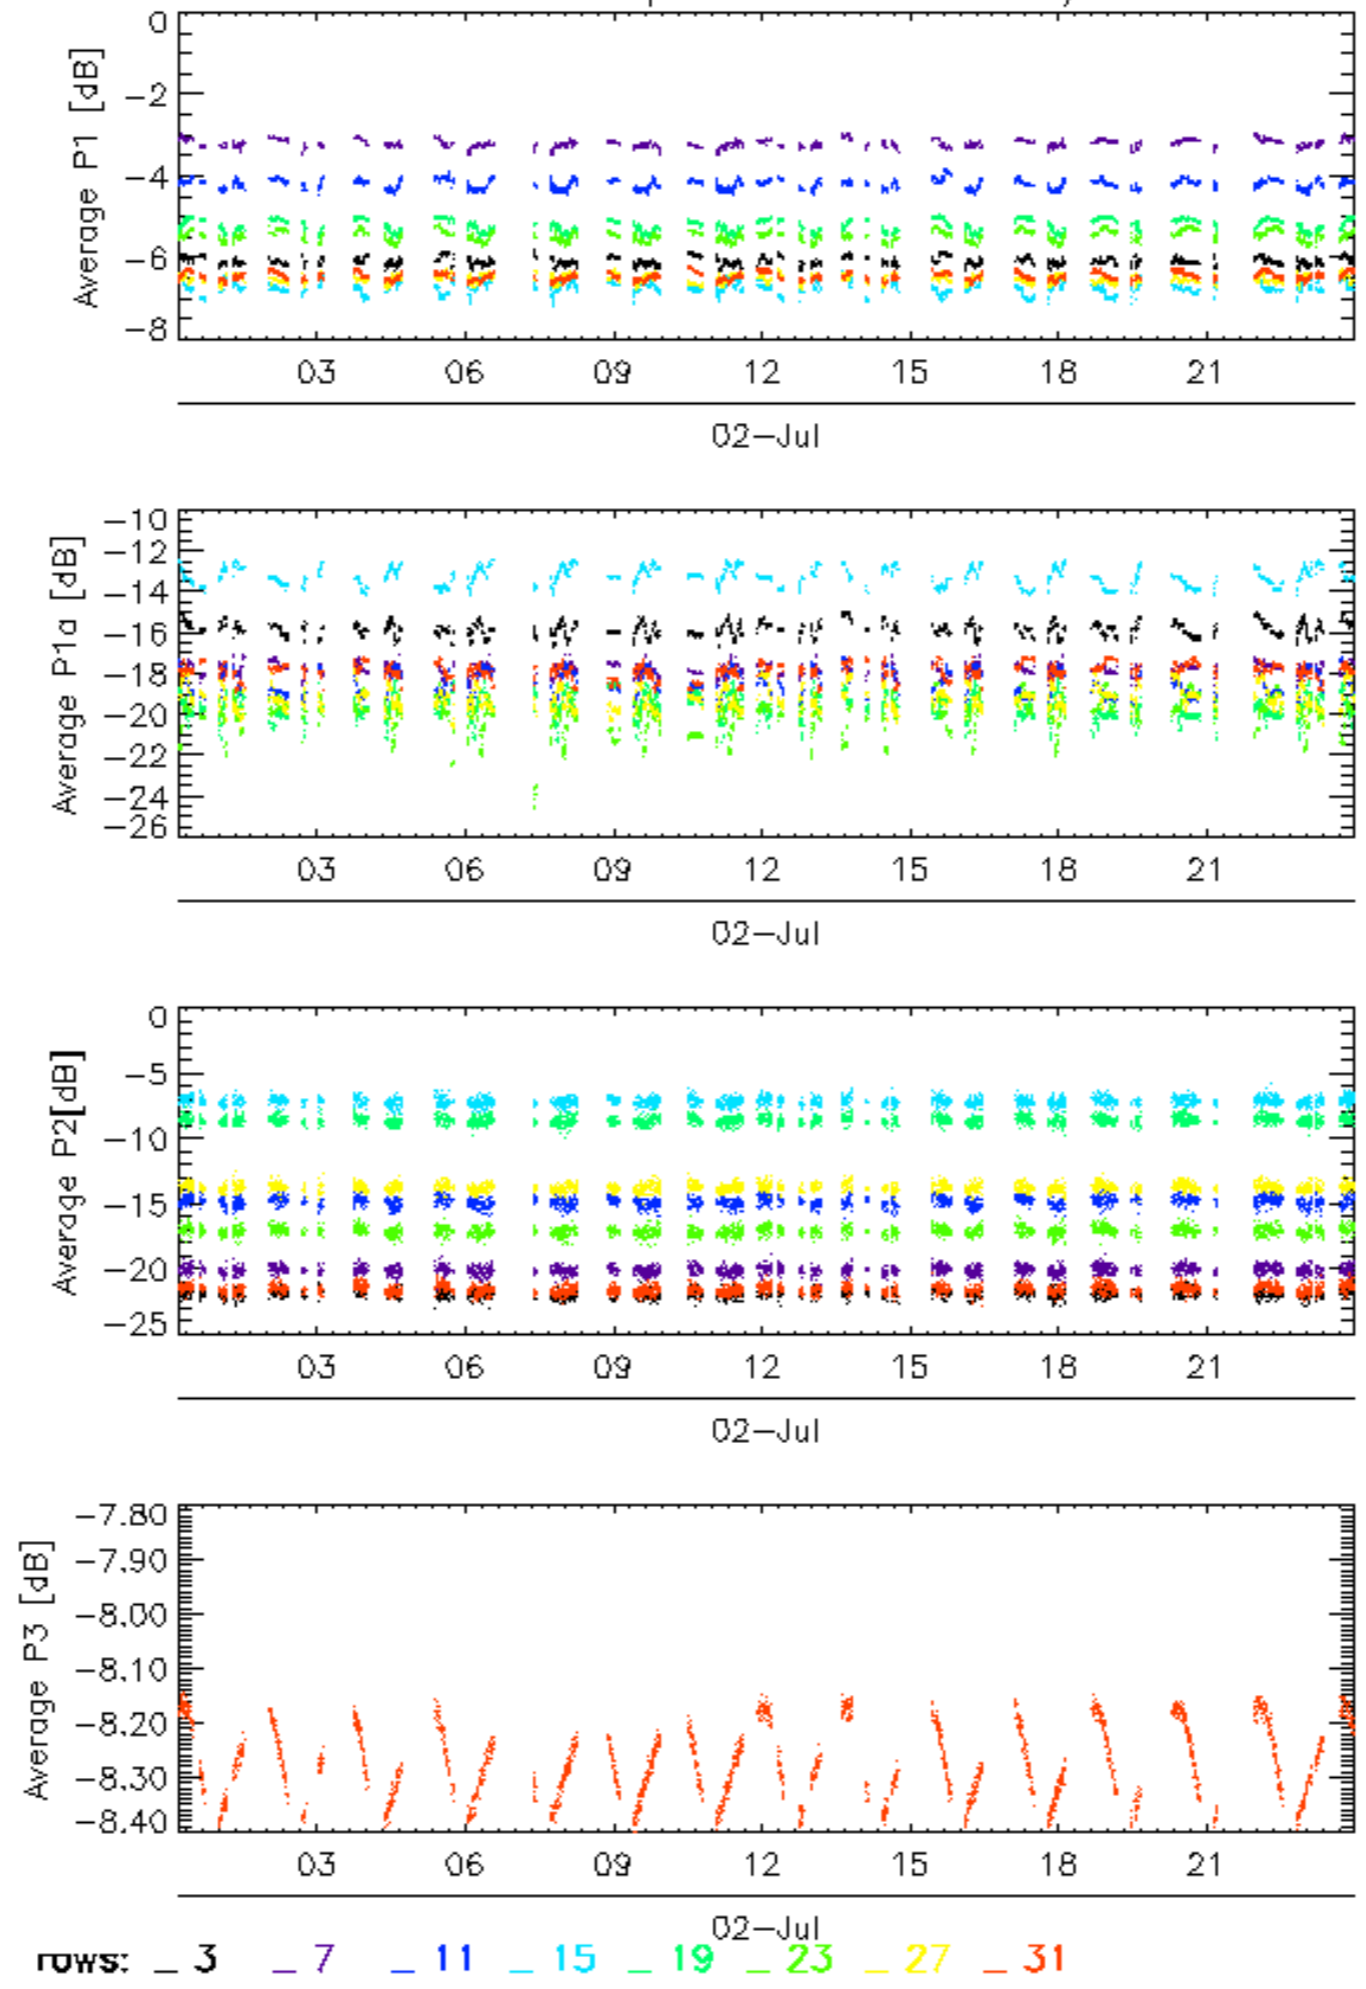 0
-2
-4
-6
-8
Average P1 [dB]
03 06 09 12 15 18 21
02-Jul
-10
-12
-14
-16
-18
-20
-22
-24
-26
Average P1a [dB]
03 06 09 12 15 18 21
02-Jul
0
-5
-10
-15
-20
-25
Average P2[dB]
03 06 09 12 15 18 21
02-Jul
-7.80
-7.90
-8.00
-8.10
-8.20
-8.30
-8.40
Average P3 [dB]
03 06 09 12 15 18 21
02-Jul
rows: _ 3 _ 7 _ 11 _ 15 _ 19 _ 23 _ 27 _ 31